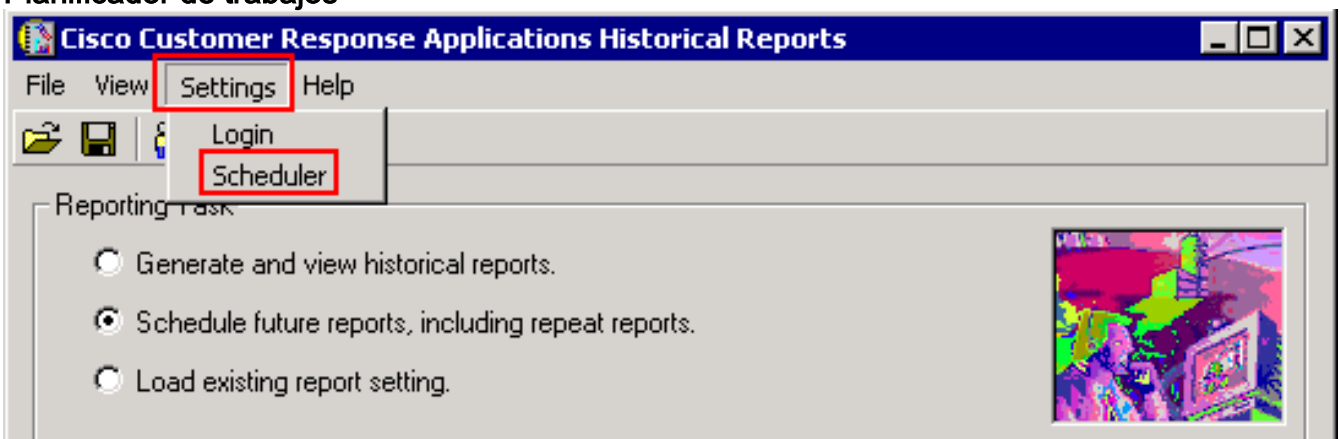 Planificador de trabajos
Cisco Customer Response Applications Historical Reports
File View Settings Help
Login
Scheduler
Reporting Task
Generate and view historical reports.
Schedule future reports, including repeat reports.
Load existing report setting.